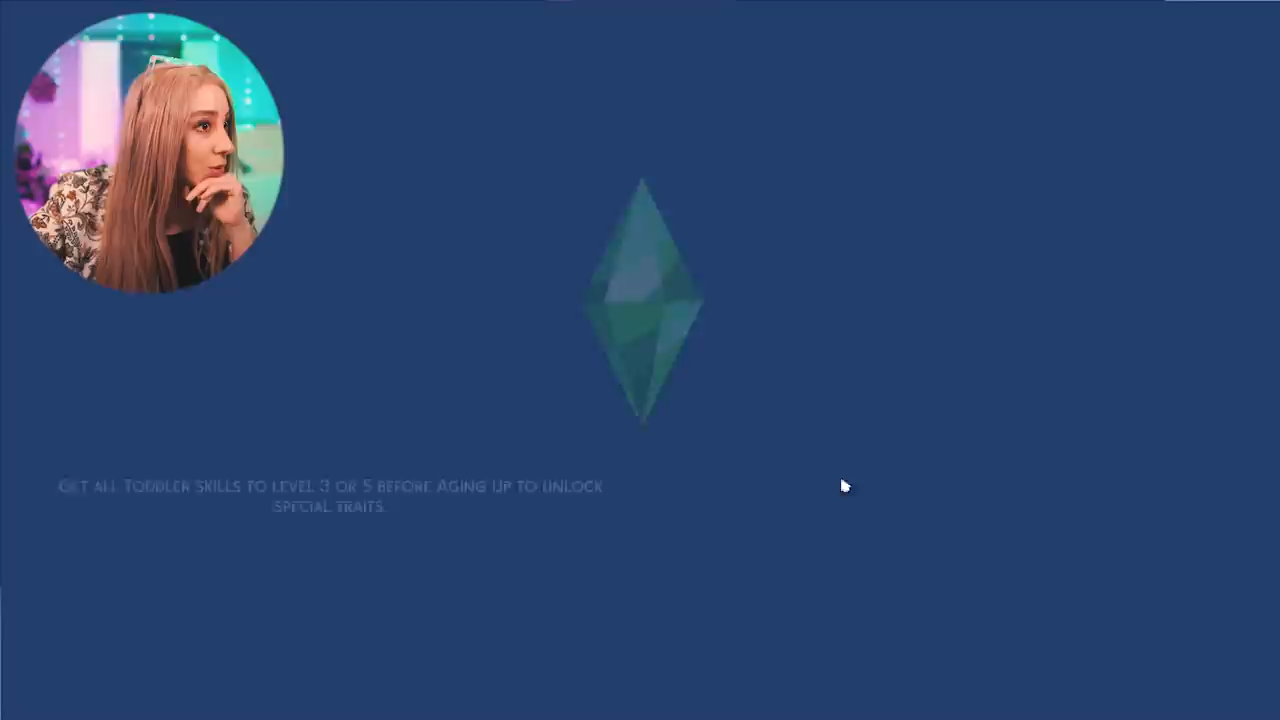 Get all Toddler skills to level 3 or 5 before Aging Up to unlock
special traits.